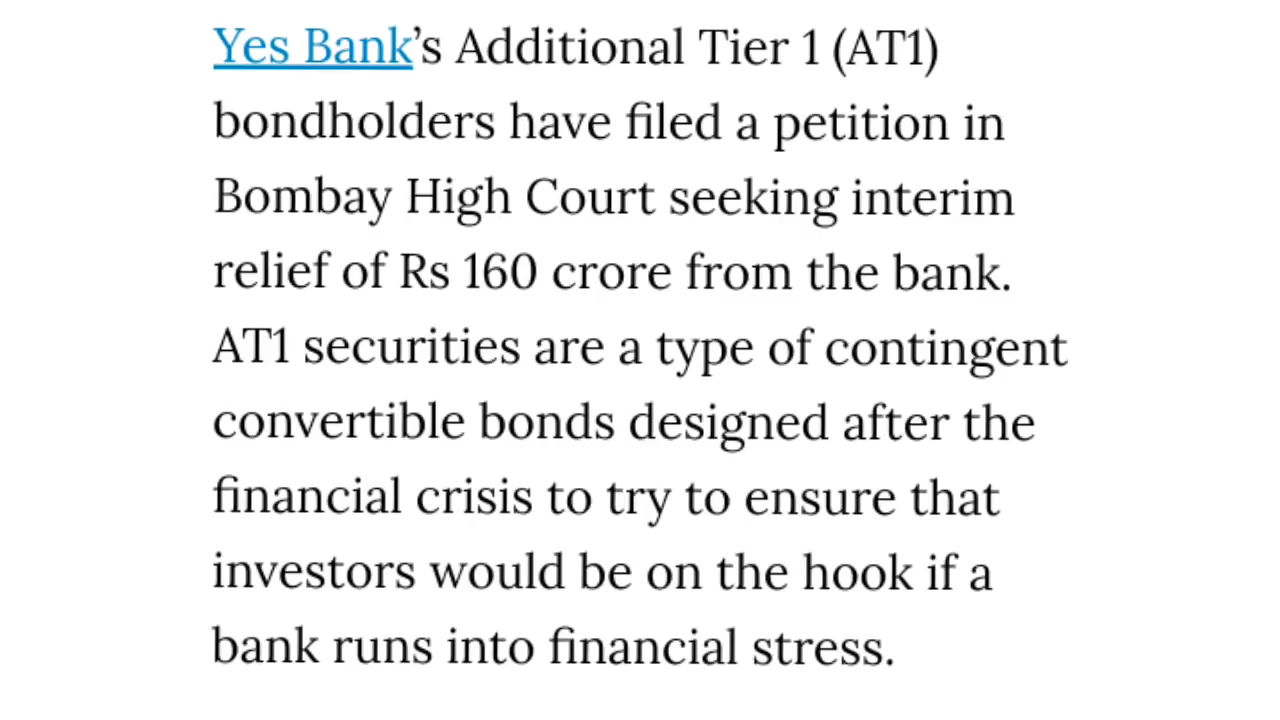 Yes Bank’s Additional Tier 1 (AT1)
bondholders have filed a petition in
Bombay High Court seeking interim
relief of Rs 160 crore from the bank.
AT1 securities are a type of contingent
convertible bonds designed after the
financial crisis to try to ensure that
investors would be on the hook if a
bank runs into financial stress.